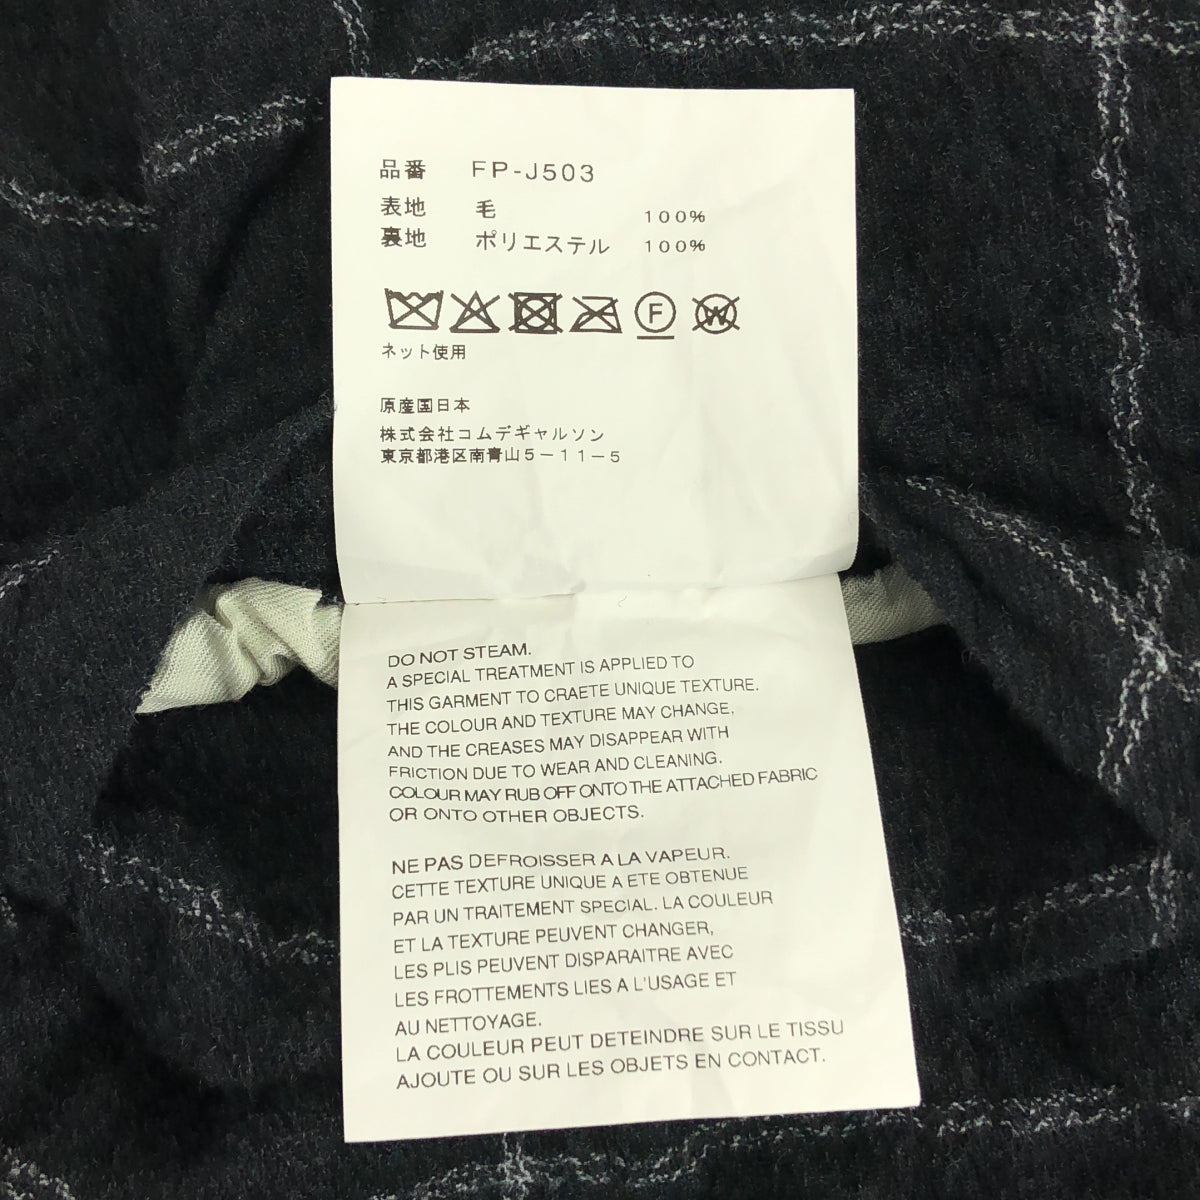 品番 FP-J503
表地 毛 100%
裏地 ポリエステル 100%
F W
ネット使用
原産国日本
株式会社コムデギャルソン
東京都港区南青山5-11-5
DO NOT STEAM.
A SPECIAL TREATMENT IS APPLIED TO
THIS GARMENT TO CRAETE UNIQUE TEXTURE.
THE COLOUR AND TEXTURE MAY CHANGE,
AND THE CREASES MAY DISAPPEAR WITH
FRICTION DUE TO WEAR AND CLEANING.
COLOUR MAY RUB OFF ONTO THE ATTACHED FABRIC
OR ONTO OTHER OBJECTS.
NE PAS DEFROISSER A LA VAPEUR.
CETTE TEXTURE UNIQUE A ETE OBTENUE
PAR UN TRAITEMENT SPECIAL. LA COULEUR
ET LA TEXTURE PEUVENT CHANGER,
LES PLIS PEUVENT DISPARAITRE AVEC
LES FROTTEMENTS LIES A L'USAGE ET
AU NETTOYAGE.
LA COULEUR PEUT DETEINDRE SUR LE TISSU
AJOUTE OU SUR LES OBJETS EN CONTACT.